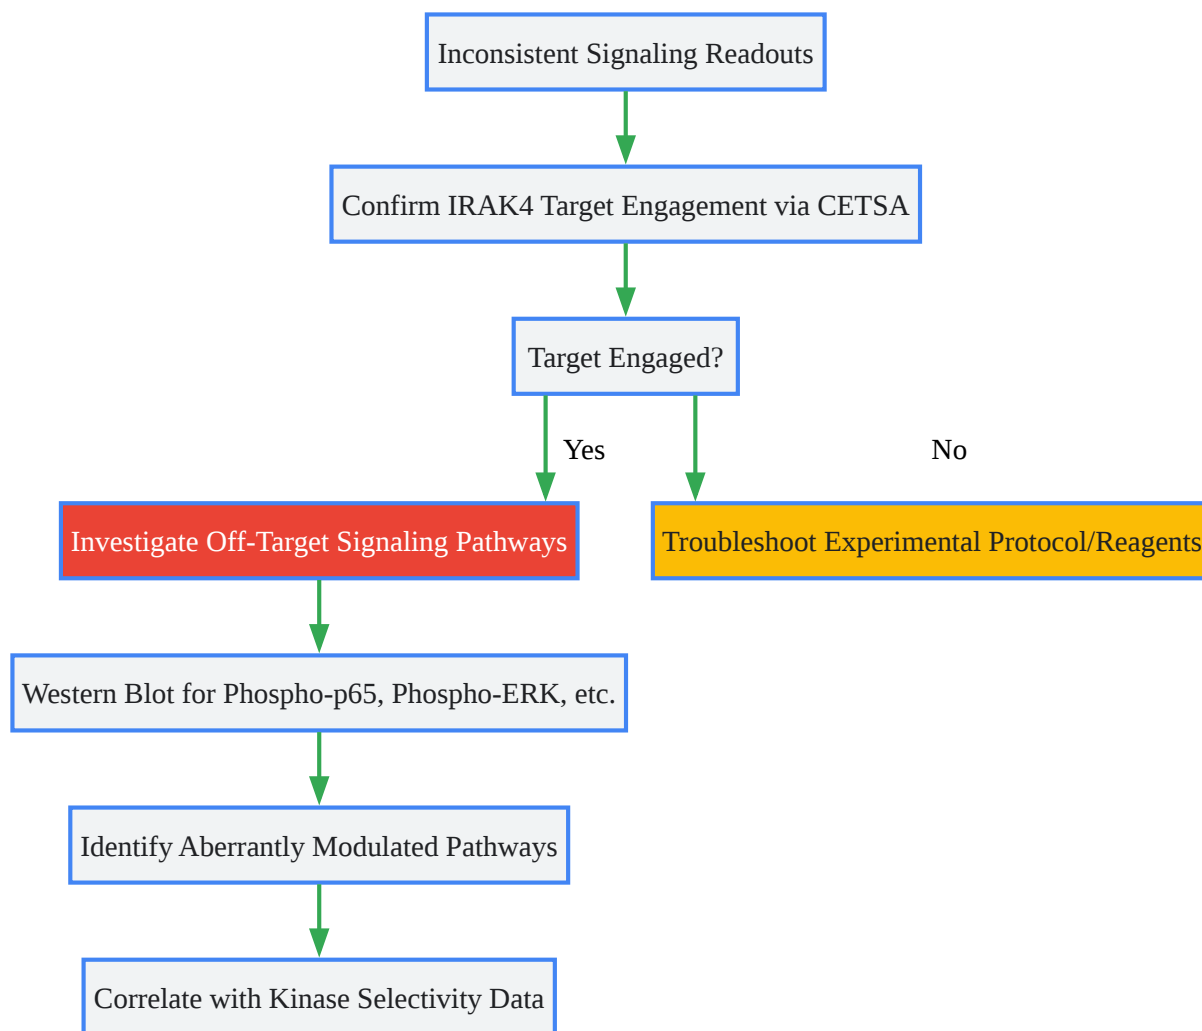 Inconsistent Signaling Readouts
Confirm IRAK4 Target Engagement via CETSA
Target Engaged?
Yes
No
Investigate Off-Target Signaling Pathways
Troubleshoot Experimental Protocol/Reagents
Western Blot for Phospho-p65, Phospho-ERK, etc.
Identify Aberrantly Modulated Pathways
Correlate with Kinase Selectivity Data